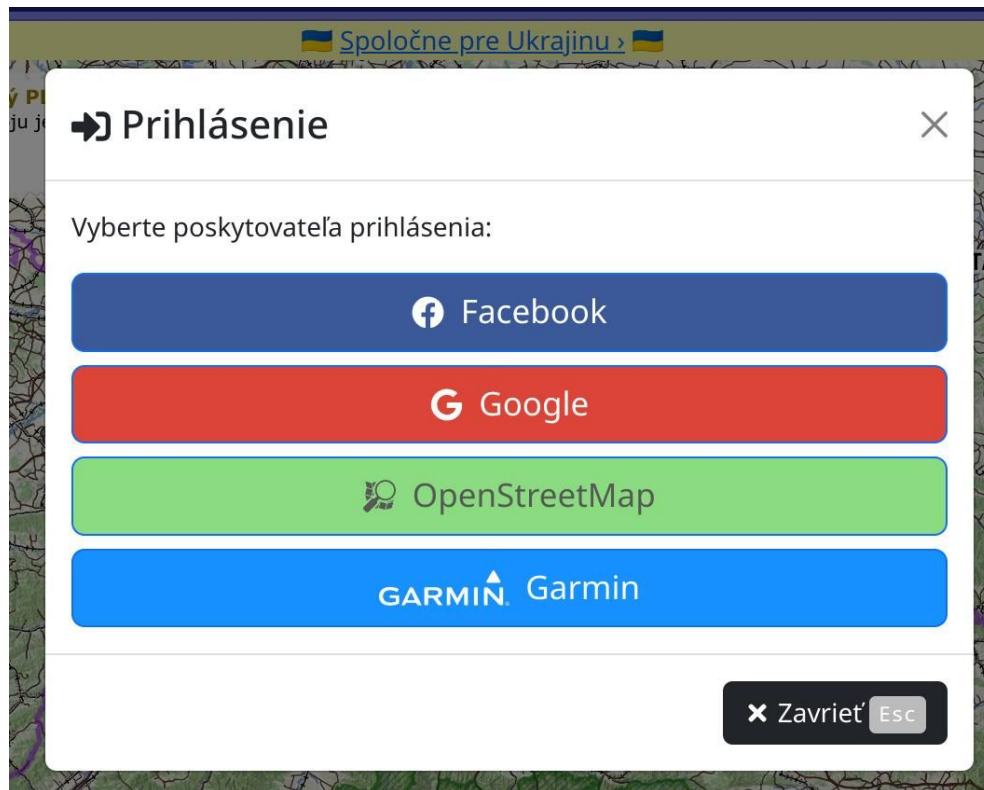 Spoločne pre Ukrajinu ›
Prihlásenie
Vyberte poskytovateľa prihlásenia:
Facebook
Google
OpenStreetMap
GARMIN. Garmin
Zavrieť Esc